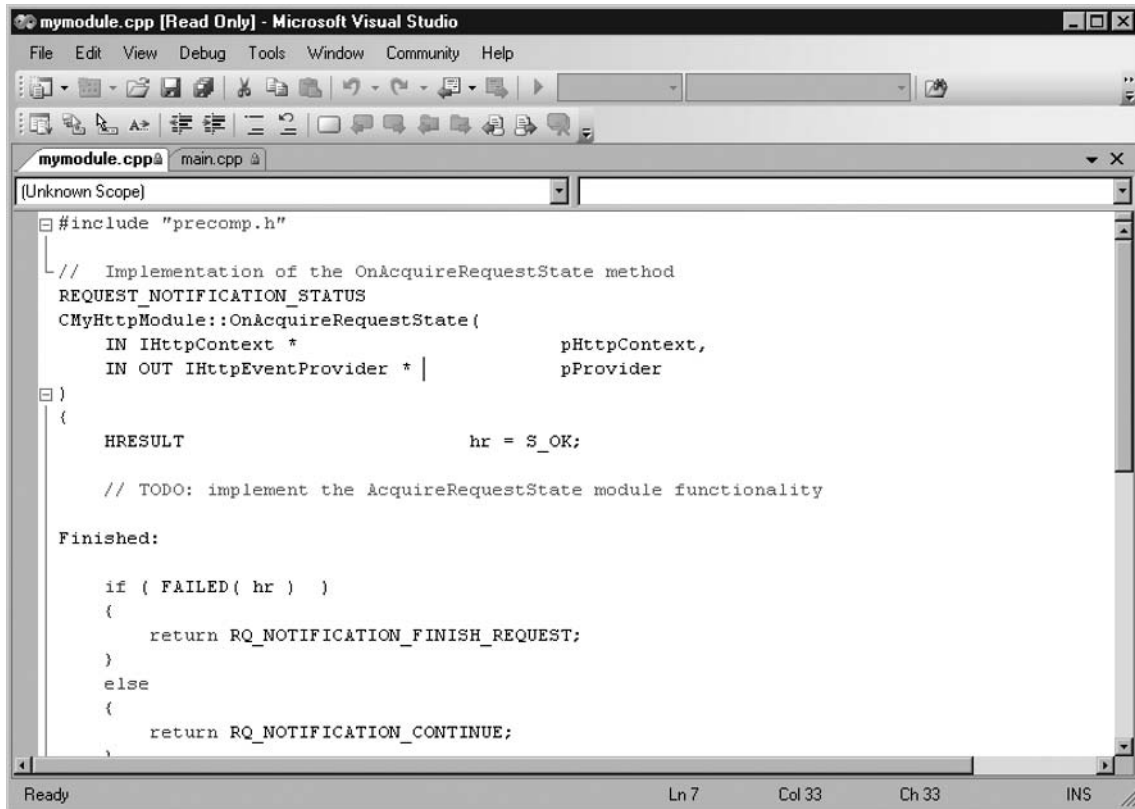 mymodule.cpp [Read Only] - Microsoft Visual Studio
File Edit View Debug Tools Window Community Help
mymodule.cpp main.cpp
(Unknown Scope)
#include "precomp.h"
// Implementation of the OnAcquireRequestState method
REQUEST_NOTIFICATION_STATUS
CMyHttpModule::OnAcquireRequestState(
IN IHttpContext * pHttpContext,
IN OUT IHttpEventProvider * pProvider
)
{
HRESULT hr = S_OK;
// TODO: implement the AcquireRequestState module functionality
Finished:
if ( FAILED( hr ) )
{
return RQ_NOTIFICATION_FINISH_REQUEST;
}
else
{
return RQ_NOTIFICATION_CONTINUE;
}
Ready Ln 7 Col 33 Ch 33 INS